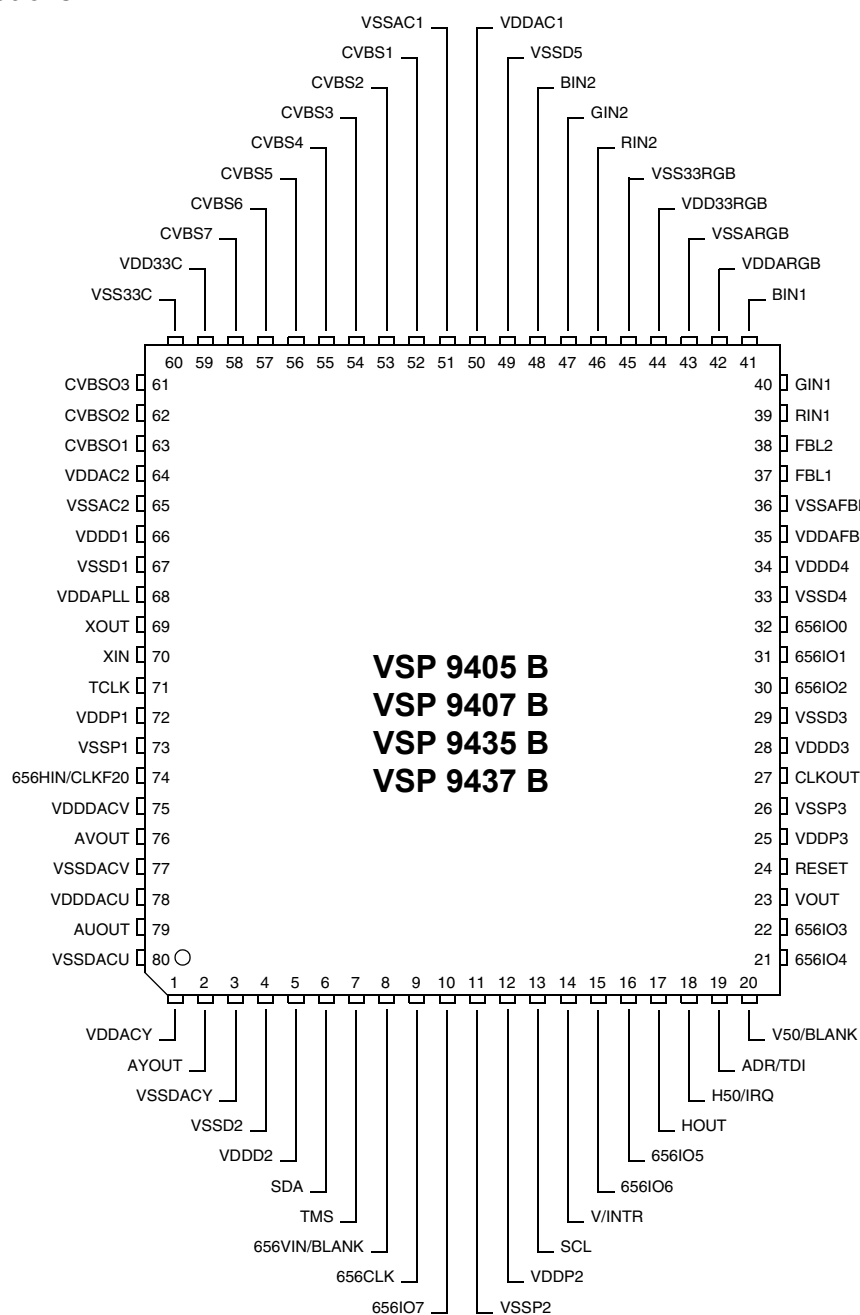 VSSAC1 VDDAC1
CVBS1 VSSD5
CVBS2 BIN2
CVBS3 GIN2
CVBS4 RIN2
CVBS5 VSS33RGB
CVBS6 VDD33RGB
CVBS7 VSSARGB
VDD33C VDDARGB
VSS33C BIN1
60 59 58 57 56 55 54 53 52 51 50 49 48 47 46 45 44 43 42 41
CVBSO3 61 40 GIN1
CVBSO2 62 39 RIN1
CVBSO1 63 38 FBL2
VDDAC2 64 37 FBL1
VSSAC2 65 36 VSSAFB
VDDD1 66 35 VDDAFB
VSSD1 67 34 VDDD4
VDDAPLL 68 33 VSSD4
XOUT 69 32 656IO0
XIN 70 31 656IO1
TCLK 71 30 656IO2
VDDP1 72 29 VSSD3
VSSP1 73 28 VDDD3
656HIN/CLKF20 74 27 CLKOUT
VDDDACV 75 26 VSSP3
AVOUT 76 25 VDDP3
VSSDACV 77 24 RESET
VDDDACU 78 23 VOUT
AUOUT 79 22 656IO3
VSSDACU 80 21 656IO4
VSP 9405 B
VSP 9407 B
VSP 9435 B
VSP 9437 B
1 2 3 4 5 6 7 8 9 10 11 12 13 14 15 16 17 18 19 20
VDDACY V50/BLANK
AYOUT ADR/TDI
VSSDACY H50/IRQ
VSSD2 HOUT
VDDD2 656IO5
SDA 656IO6
TMS V/INTR
656VIN/BLANK SCL
656CLK VDDP2
656IO7 VSSP2